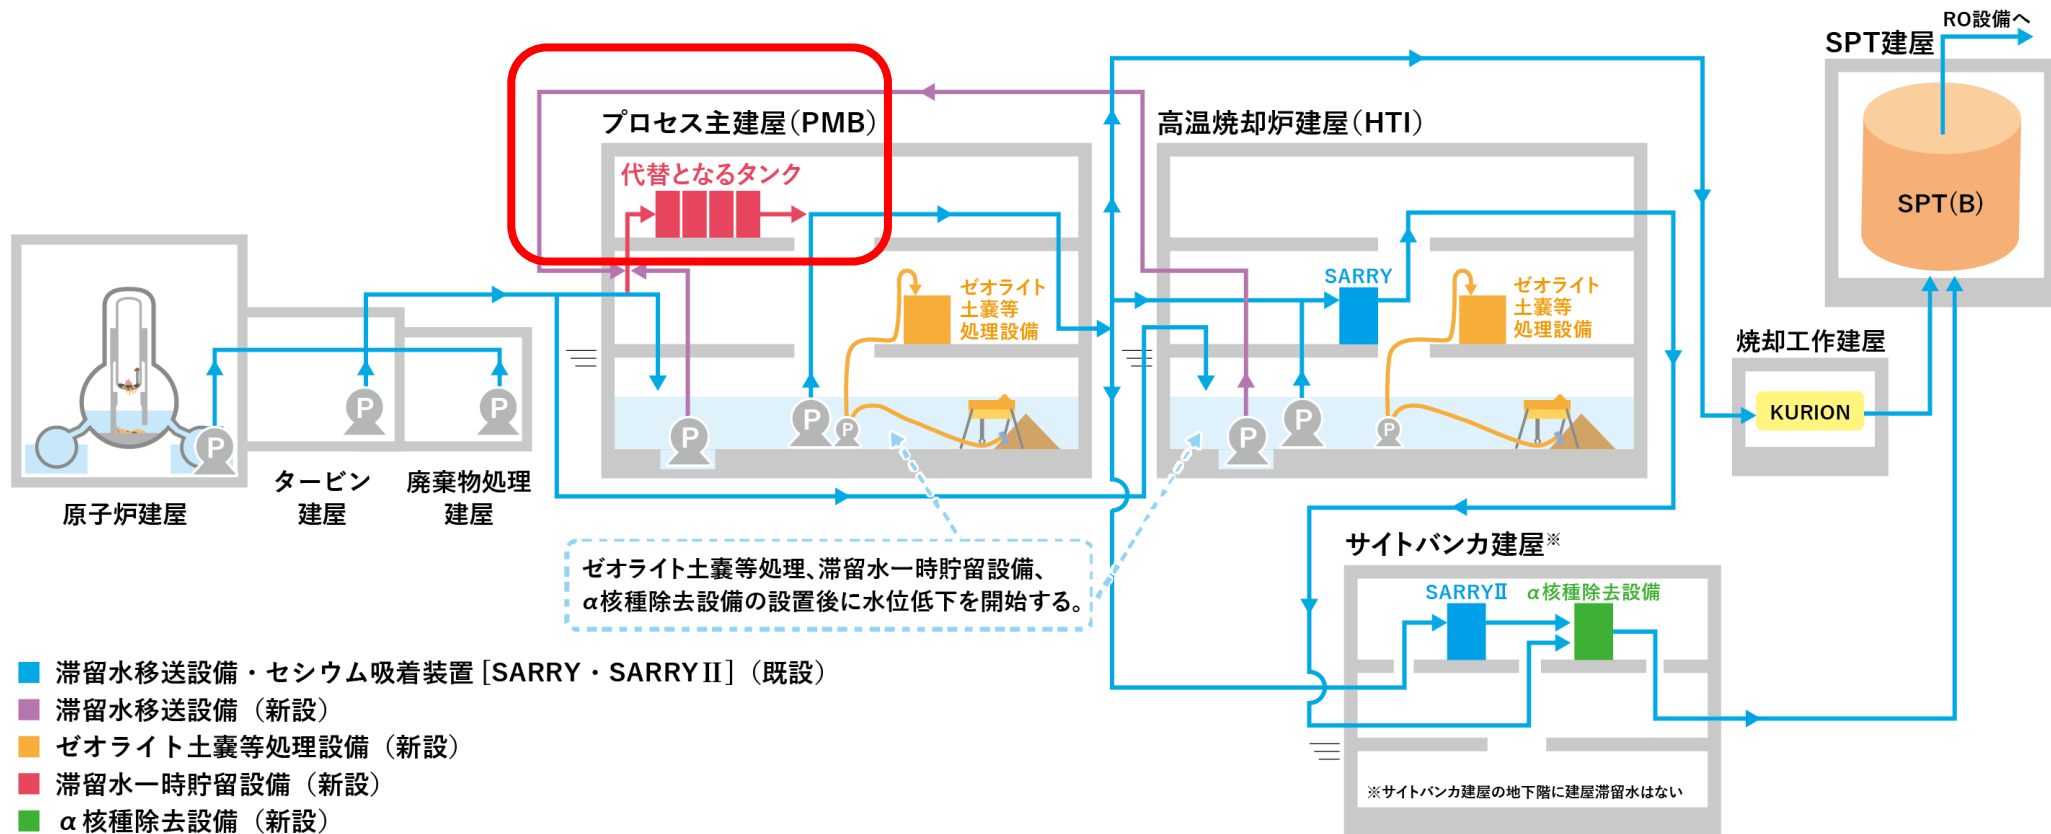 RO設備へ
SPT建屋
SPT(B)
プロセス主建屋(PMB)
代替となるタンク
高温焼却炉建屋(HTI)
SARRY
ゼオライト
土嚢等
処理設備
ゼオライト
土嚢等
処理設備
焼却工作建屋
KURION
P
P
P
P
P
P
P
P
P
原子炉建屋
タービン
建屋
廃棄物処理
建屋
ゼオライト土嚢等処理、滞留水一時貯留設備、
α核種除去設備の設置後に水位低下を開始する。
サイトバンカ建屋※
SARRYⅡ
α核種除去設備
※サイトバンカ建屋の地下階に建屋滞留水はない
滞留水移送設備・セシウム吸着装置[SARRY・SARRYⅡ](既設)
滞留水移送設備(新設)
ゼオライト土嚢等処理設備(新設)
滞留水一時貯留設備(新設)
α核種除去設備(新設)